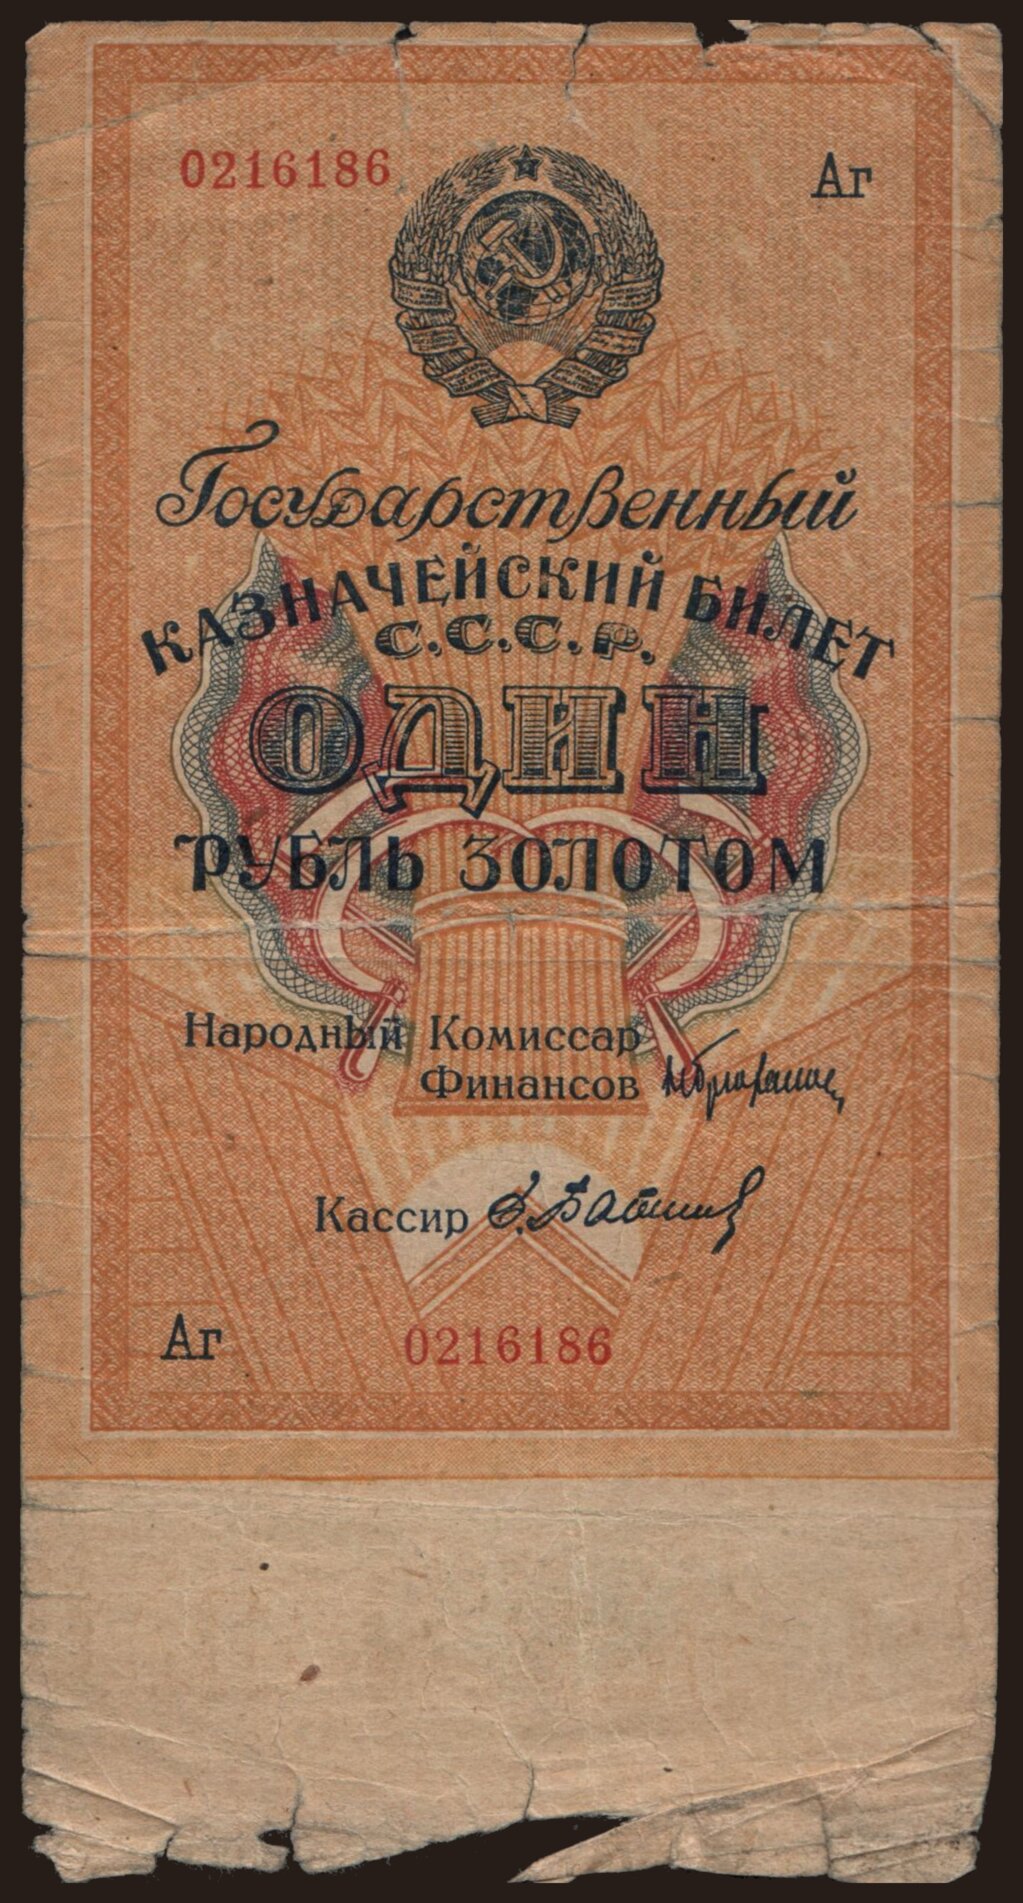 0216186 Аг
Государственный
КАЗНАЧЕЙСКИЙ БИЛЕТ
С.С.С.Р.
ОДИН
РУБЛЬ ЗОЛОТОМ
Народный Комиссар
Финансов
Кассир
Аг 0216186